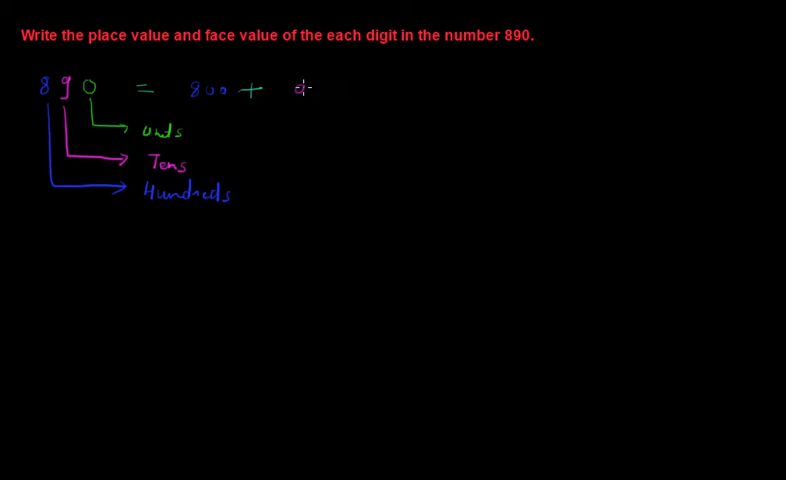 Write the place value and face value of the each digit in the number 890.
8 9 0 = 800 +
Units
Tens
Hundreds